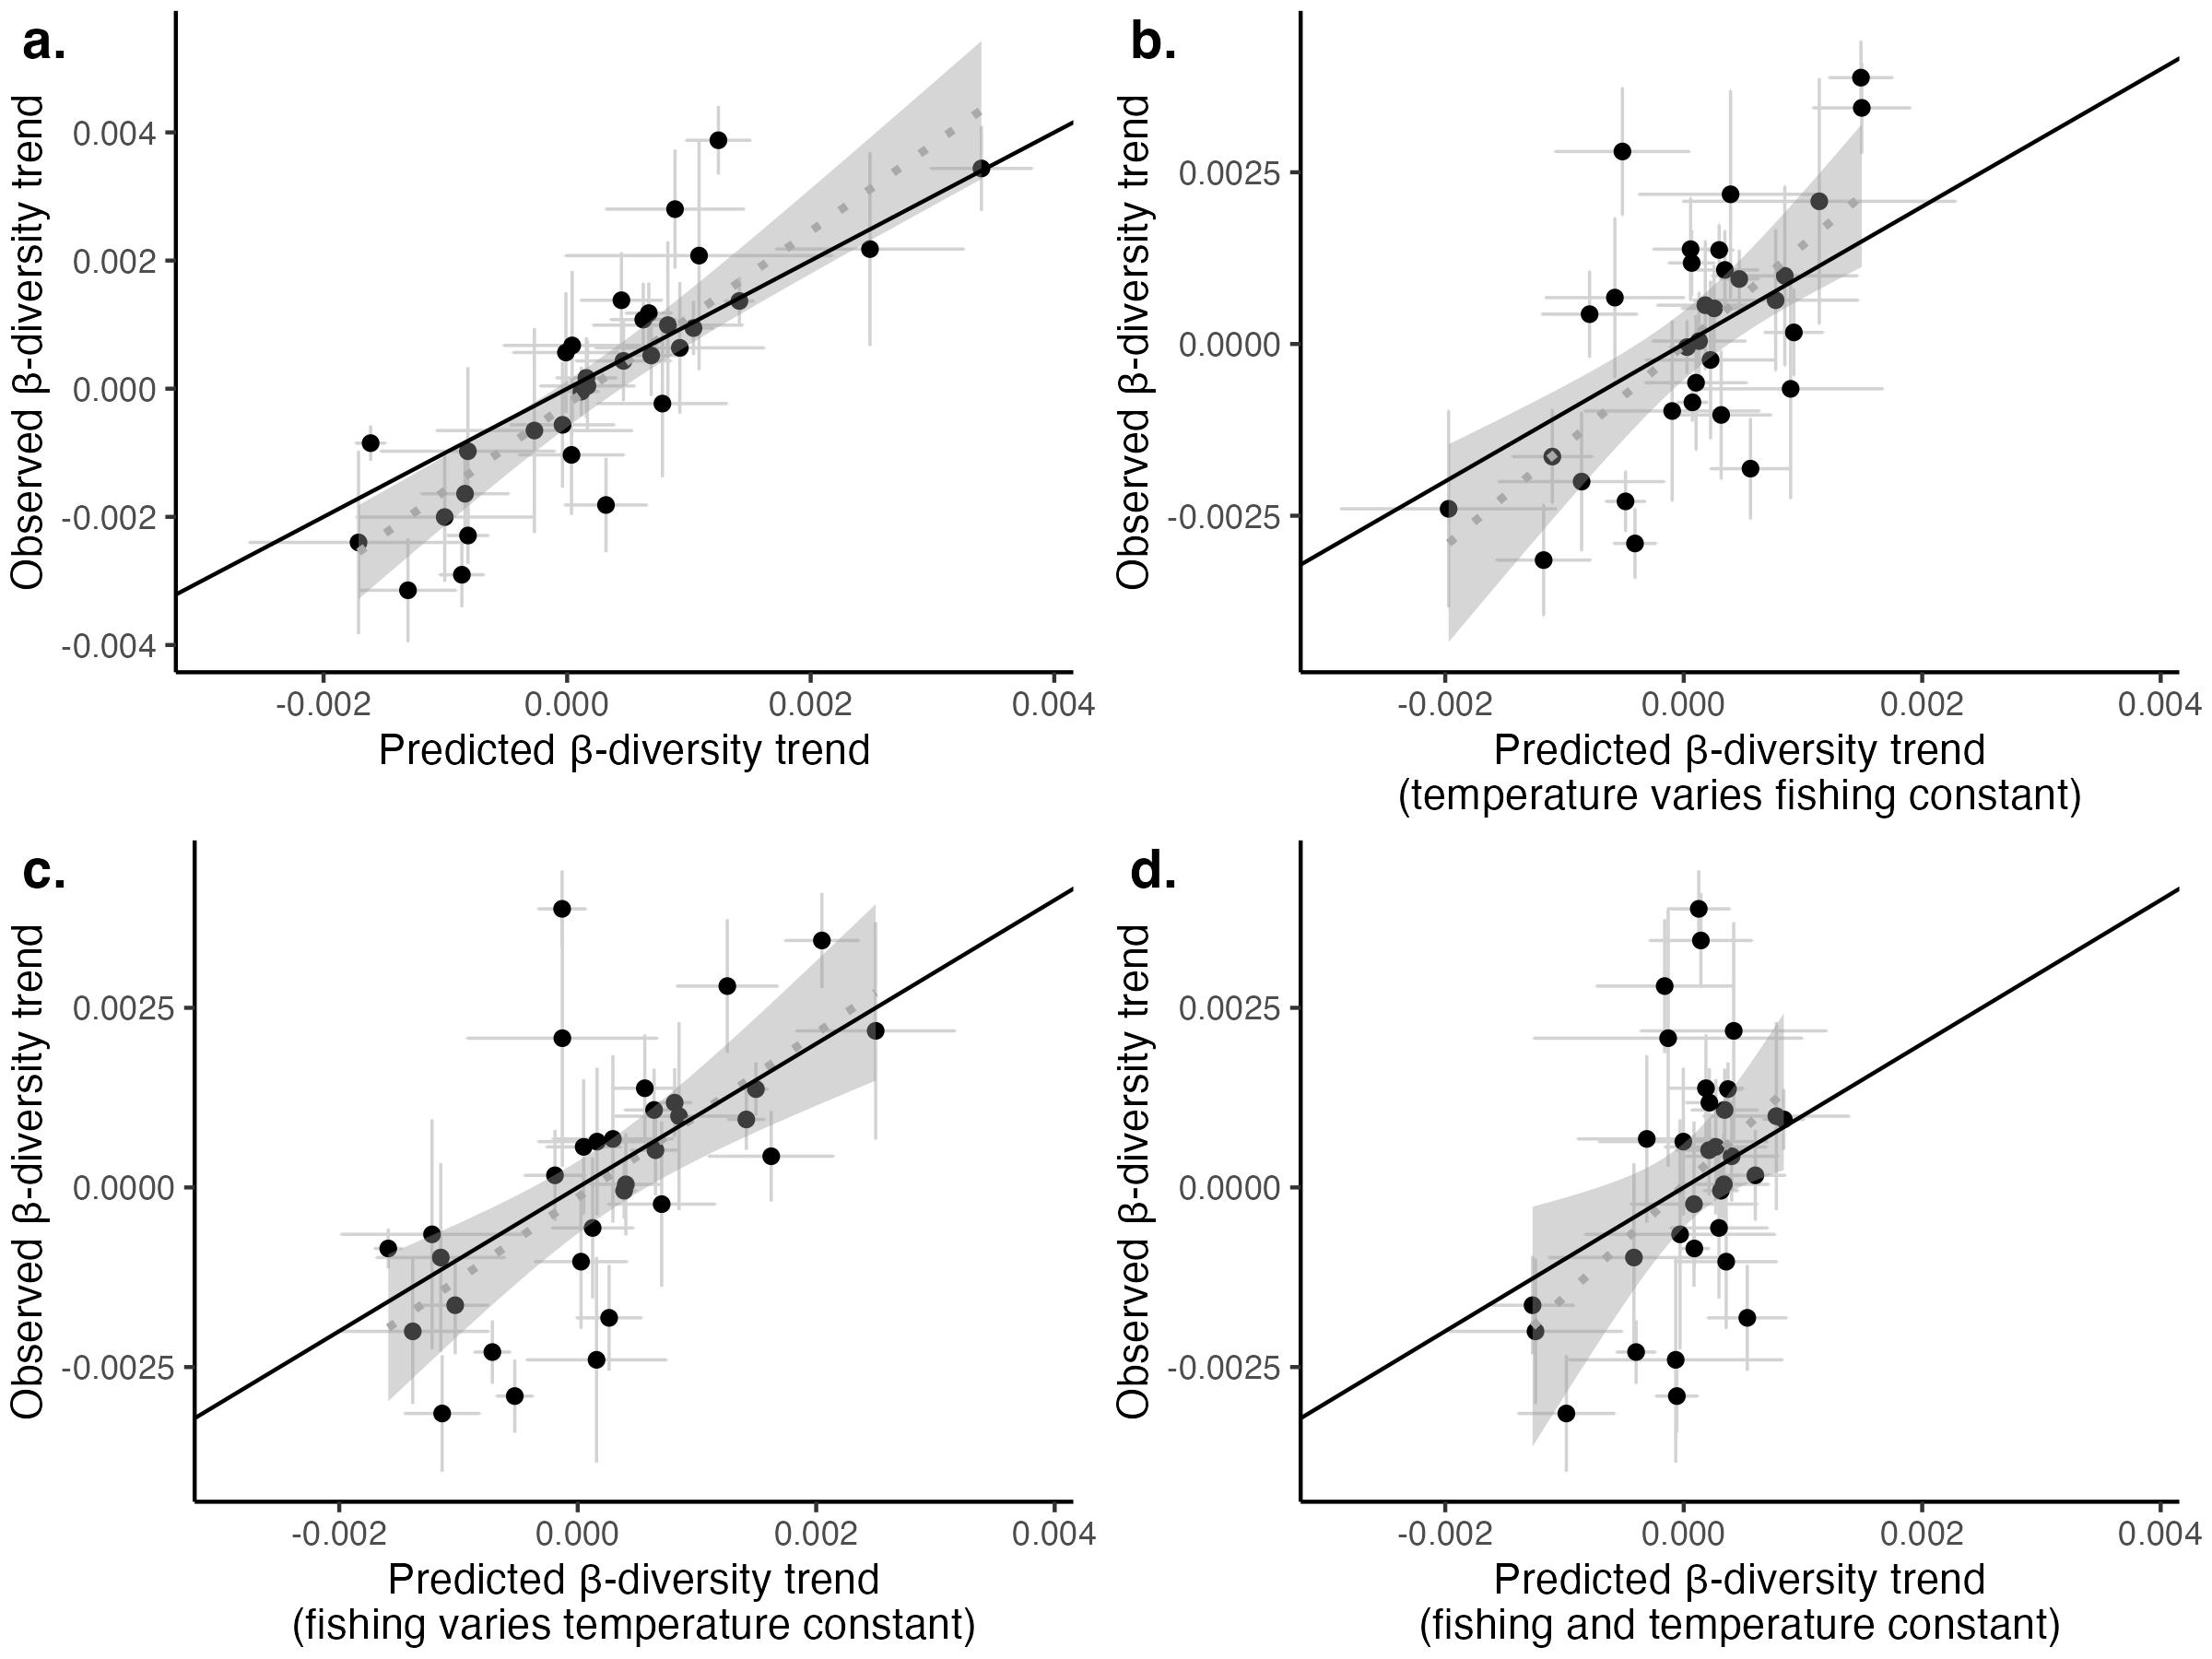 a.
Observed β-diversity trend
0.004
0.002
0.000
-0.002
-0.004
-0.002 0.000 0.002 0.004
Predicted β-diversity trend
b.
Observed β-diversity trend
0.0025
0.0000
-0.0025
-0.002 0.000 0.002 0.004
Predicted β-diversity trend
(temperature varies fishing constant)
c.
Observed β-diversity trend
0.0025
0.0000
-0.0025
-0.002 0.000 0.002 0.004
Predicted β-diversity trend
(fishing varies temperature constant)
d.
Observed β-diversity trend
0.0025
0.0000
-0.0025
-0.002 0.000 0.002 0.004
Predicted β-diversity trend
(fishing and temperature constant)